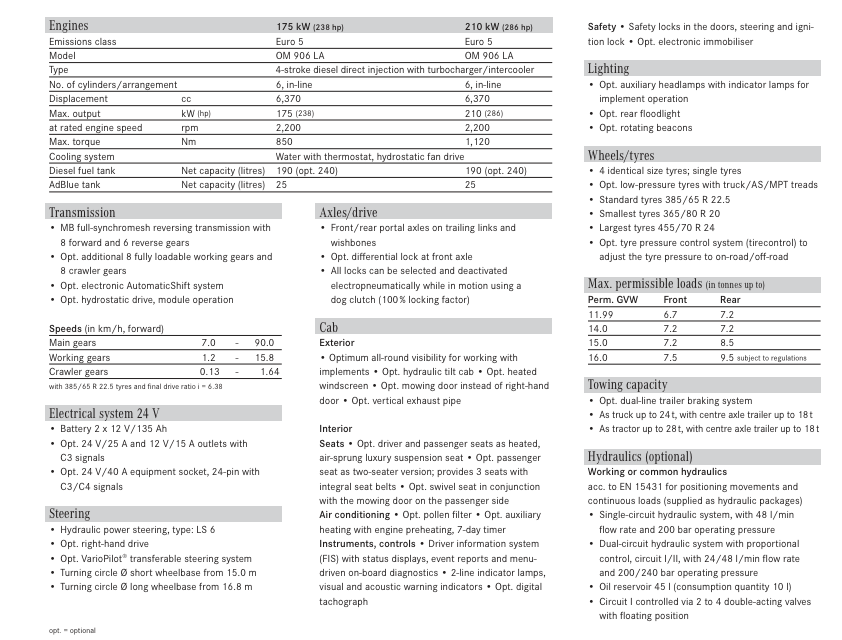 Engines 175 kW (238 hp) 210 kW (286 hp)
Emissions class Euro 5 Euro 5
Model OM 906 LA OM 906 LA
Type 4-stroke diesel direct injection with turbocharger/intercooler
No. of cylinders/arrangement 6, in-line 6, in-line
Displacement cc 6,370 6,370
Max. output kW (hp) 175 (238) 210 (286)
at rated engine speed rpm 2,200 2,200
Max. torque Nm 850 1,120
Cooling system Water with thermostat, hydrostatic fan drive
Diesel fuel tank Net capacity (litres) 190 (opt. 240) 190 (opt. 240)
AdBlue tank Net capacity (litres) 25 25
Transmission
• MB full-synchromesh reversing transmission with
8 forward and 6 reverse gears
• Opt. additional 8 fully loadable working gears and
8 crawler gears
• Opt. electronic AutomaticShift system
• Opt. hydrostatic drive, module operation
Speeds (in km/h, forward)
Main gears 7.0 – 90.0
Working gears 1.2 – 15.8
Crawler gears 0.13 – 1.64
with 385/65 R 22.5 tyres and final drive ratio i = 6.38
Electrical system 24 V
• Battery 2 x 12 V/135 Ah
• Opt. 24 V/25 A and 12 V/15 A outlets with
C3 signals
• Opt. 24 V/40 A equipment socket, 24-pin with
C3/C4 signals
Steering
• Hydraulic power steering, type: LS 6
• Opt. right-hand drive
• Opt. VarioPilot® transferable steering system
• Turning circle Ø short wheelbase from 15.0 m
• Turning circle Ø long wheelbase from 16.8 m
opt. = optional
Axles/drive
• Front/rear portal axles on trailing links and
wishbones
• Opt. differential lock at front axle
• All locks can be selected and deactivated
electropneumatically while in motion using a
dog clutch (100 % locking factor)
Cab
Exterior
• Optimum all-round visibility for working with
implements • Opt. hydraulic tilt cab • Opt. heated
windscreen • Opt. mowing door instead of right-hand
door • Opt. vertical exhaust pipe
Interior
Seats • Opt. driver and passenger seats as heated,
air-sprung luxury suspension seat • Opt. passenger
seat as two-seater version; provides 3 seats with
integral seat belts • Opt. swivel seat in conjunction
with the mowing door on the passenger side
Air conditioning • Opt. pollen filter • Opt. auxiliary
heating with engine preheating, 7-day timer
Instruments, controls • Driver information system
(FIS) with status displays, event reports and menu-
driven on-board diagnostics • 2-line indicator lamps,
visual and acoustic warning indicators • Opt. digital
tachograph
Safety • Safety locks in the doors, steering and igni-
tion lock • Opt. electronic immobiliser
Lighting
• Opt. auxiliary headlamps with indicator lamps for
implement operation
• Opt. rear floodlight
• Opt. rotating beacons
Wheels/tyres
• 4 identical size tyres; single tyres
• Opt. low-pressure tyres with truck/AS/MPT treads
• Standard tyres 385/65 R 22.5
• Smallest tyres 365/80 R 20
• Largest tyres 455/70 R 24
• Opt. tyre pressure control system (tirecontrol) to
adjust the tyre pressure to on-road/off-road
Max. permissible loads (in tonnes up to)
Perm. GVW Front Rear
11.99 6.7 7.2
14.0 7.2 7.2
15.0 7.2 8.5
16.0 7.5 9.5 subject to regulations
Towing capacity
• Opt. dual-line trailer braking system
• As truck up to 24 t, with centre axle trailer up to 18 t
• As tractor up to 28 t, with centre axle trailer up to 18 t
Hydraulics (optional)
Working or common hydraulics
acc. to EN 15431 for positioning movements and
continuous loads (supplied as hydraulic packages)
• Single-circuit hydraulic system, with 48 l/min
flow rate and 200 bar operating pressure
• Dual-circuit hydraulic system with proportional
control, circuit I/II, with 24/48 l/min flow rate
and 200/240 bar operating pressure
• Oil reservoir 45 l (consumption quantity 10 l)
• Circuit I controlled via 2 to 4 double-acting valves
with floating position